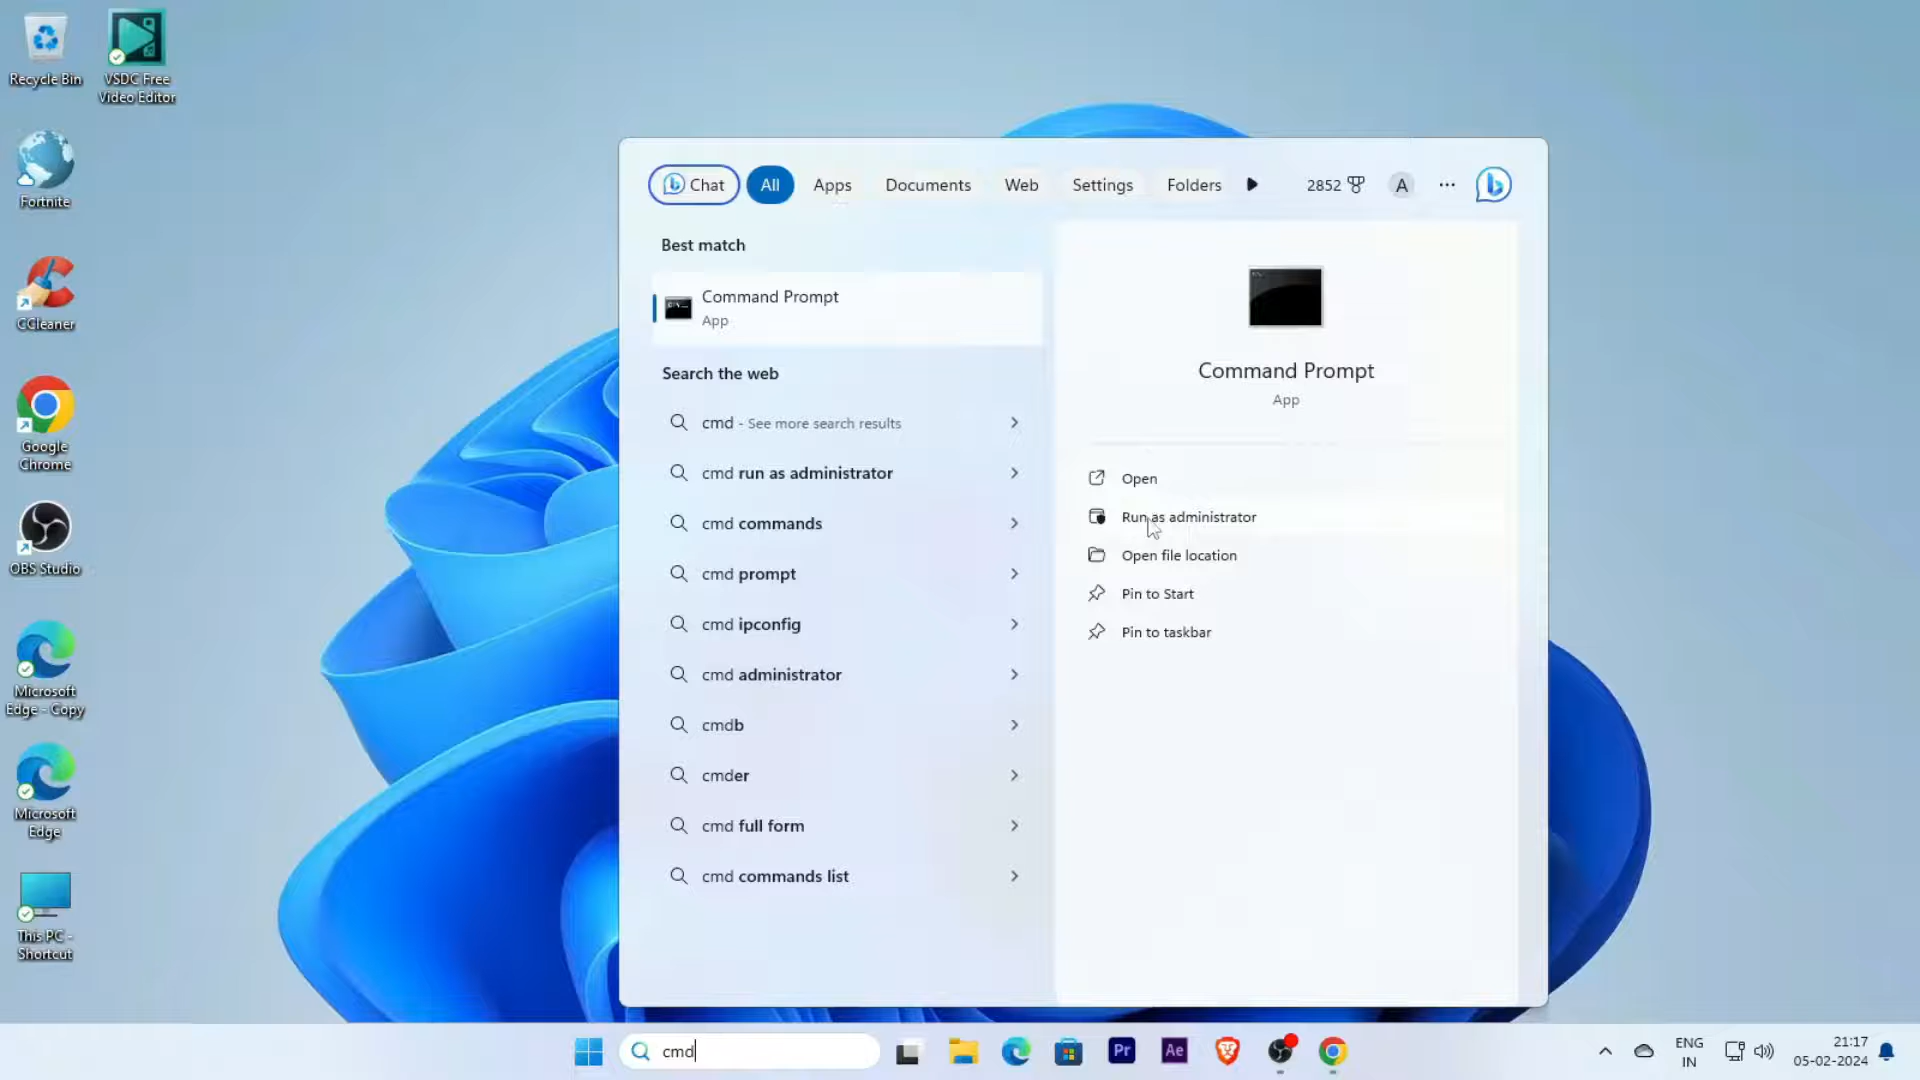 Recycle Bin
VSDC Free
Video Editor
Fortnite
CCleaner
Google
Chrome
OBS Studio
Microsoft
Edge - Copy
Microsoft
Edge
This PC -
Shortcut
Chat
All
Apps
Documents
Web
Settings
Folders
2852
A
Best match
Command Prompt
App
Search the web
cmd - See more search results
cmd run as administrator
cmd commands
cmd prompt
cmd ipconfig
cmd administrator
cmdb
cmder
cmd full form
cmd commands list
Command Prompt
App
Open
Run as administrator
Open file location
Pin to Start
Pin to taskbar
cmd
Pr
Ae
ENG
IN
21:17
05-02-2024